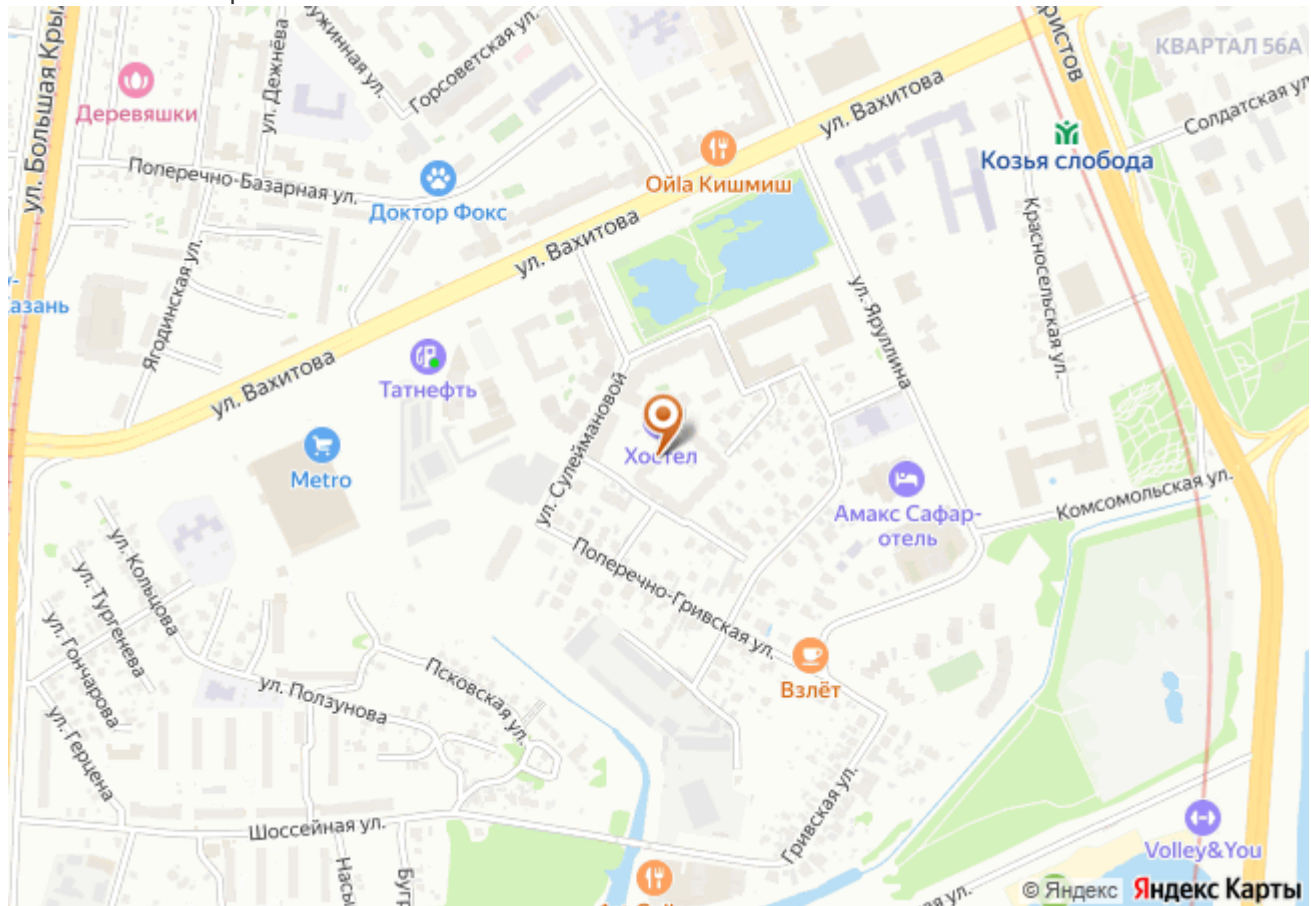 КВАРТАЛ 56А
ул. Большая
Деревяшки
ул. Дежнёва
Горсоветская ул.
ул. Вахитова
Солдатская ул.
Козья слобода
Поперечно-Базарная ул.
Доктор Фокс
Ойla Кишмиш
ул. Вахитова
Красносельская ул.
азань
Ягодинская ул.
ул. Яруллина
ул. Вахитова
Татнефть
ул. Сулеймановой
Metro
Хостел
Амакс Сафар-
отель
Комсомольская ул.
ул. Кольцова
ул. Тургенева
ул. Гончарова
ул. Герцена
Поперечно-Гривская ул.
Взлёт
Псковская ул.
ул. Ползунова
Шоссейная ул.
Гривская ул.
Volley&You
© Яндекс Яндекс Карты